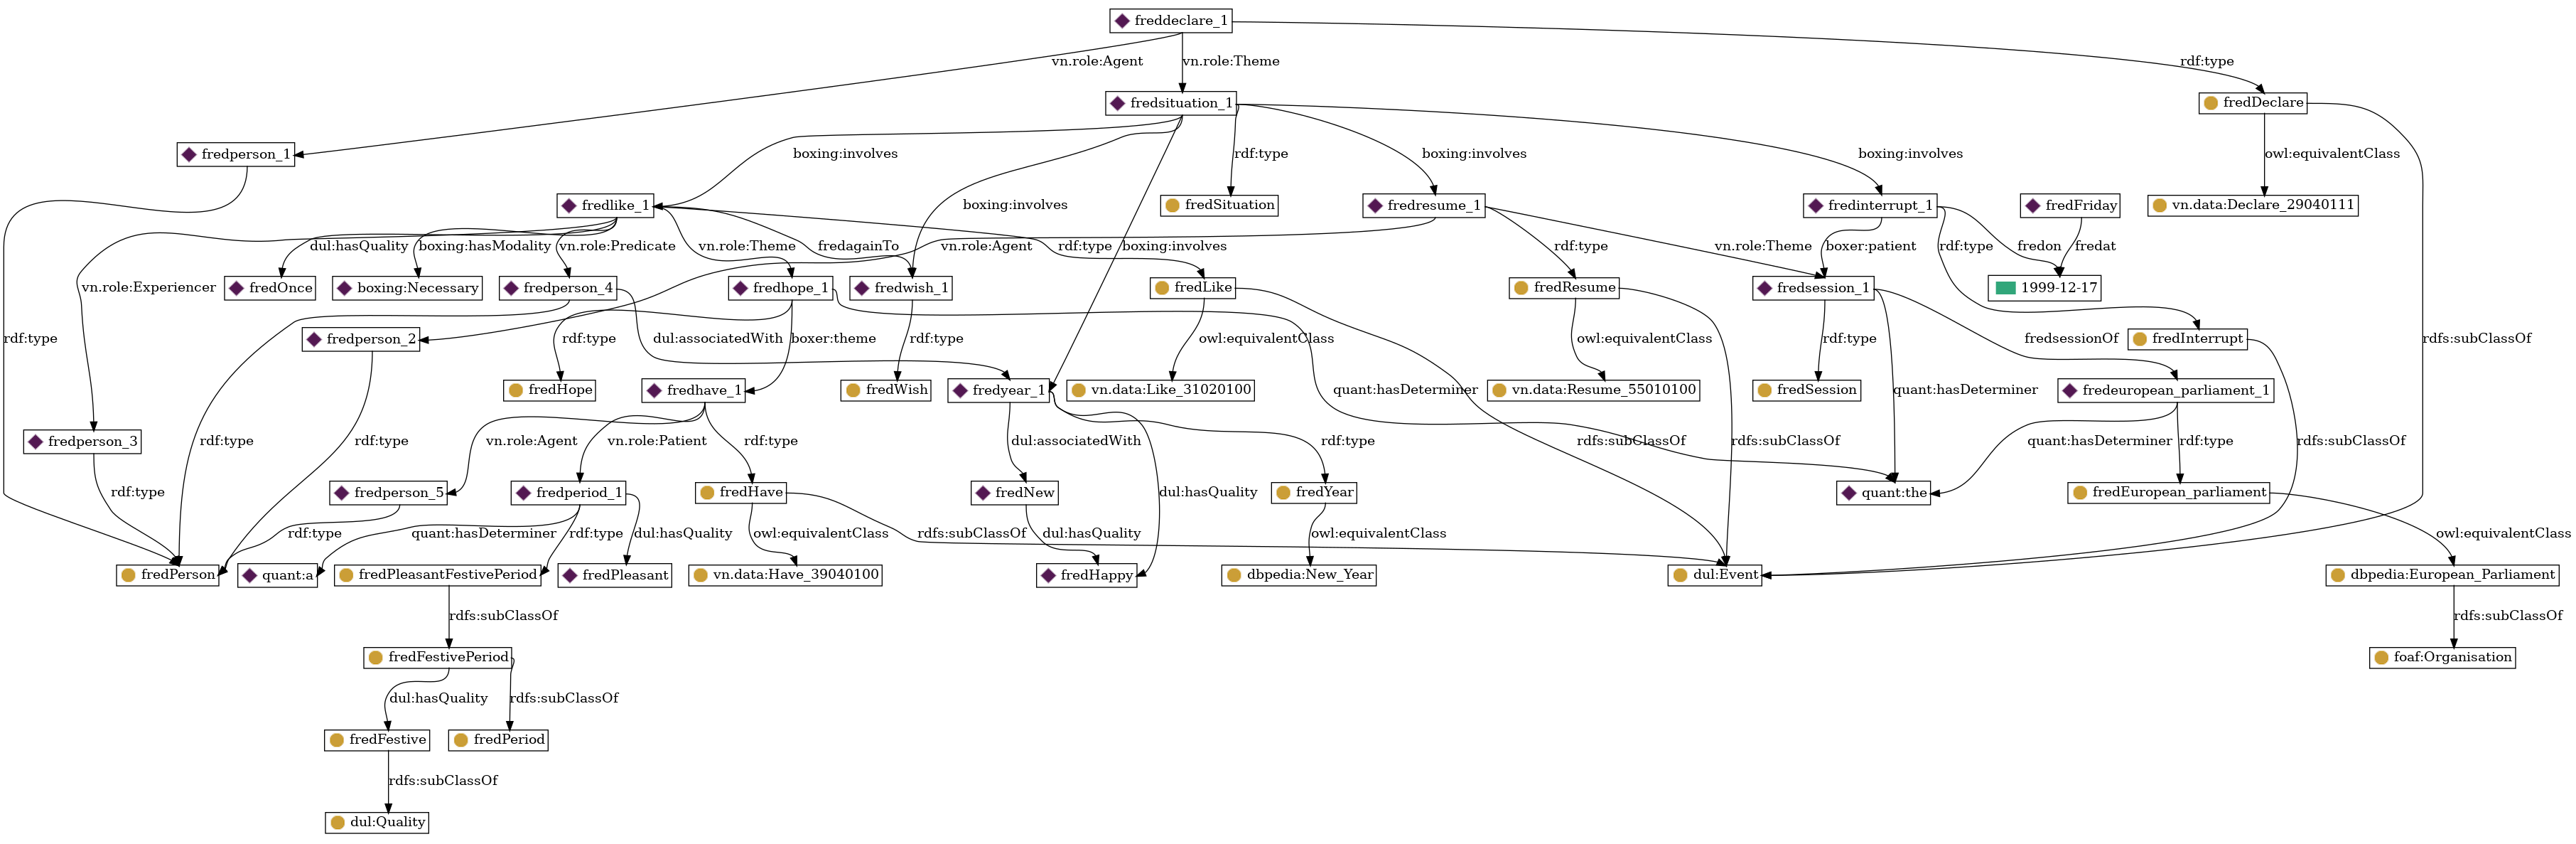 freddeclare_1
vn.role:Agent
vn.role:Theme
rdf:type
fredsituation_1
fredDeclare
fredperson_1
boxing:involves
rdf:type
boxing:involves
boxing:involves
owl:equivalentClass
fredlike_1
boxing:involves
fredSituation
fredresume_1
fredinterrupt_1
fredFriday
vn.data:Declare_29040111
vn.role:Experiencer
dul:hasQuality
boxing:hasModality
vn.role:Predicate
vn.role:Theme
fredagainTo
vn.role:Agent
rdf:type
boxing:involves
rdf:type
vn.role:Theme
boxer:patient
rdf:type
fredon
fredat
fredOnce
boxing:Necessary
fredperson_4
fredhope_1
fredwish_1
fredLike
fredResume
fredsession_1
1999-12-17
rdf:type
fredperson_2
rdf:type
dul:associatedWith
boxer:theme
rdf:type
owl:equivalentClass
owl:equivalentClass
rdf:type
fredsessionOf
fredInterrupt
rdfs:subClassOf
fredHope
fredhave_1
fredWish
fredyear_1
vn.data:Like_31020100
quant:hasDeterminer
vn.data:Resume_55010100
fredSession
quant:hasDeterminer
fredeuropean_parliament_1
fredperson_3
rdf:type
rdf:type
vn.role:Agent
vn.role:Patient
rdf:type
dul:associatedWith
rdf:type
rdfs:subClassOf
rdfs:subClassOf
quant:hasDeterminer
rdf:type
rdfs:subClassOf
rdf:type
fredperson_5
fredperiod_1
fredHave
fredNew
dul:hasQuality
fredYear
quant:the
fredEuropean_parliament
rdf:type
quant:hasDeterminer
rdf:type
dul:hasQuality
owl:equivalentClass
rdfs:subClassOf
dul:hasQuality
owl:equivalentClass
owl:equivalentClass
fredPerson
quant:a
fredPleasantFestivePeriod
fredPleasant
vn.data:Have_39040100
fredHappy
dbpedia:New_Year
dul:Event
dbpedia:European_Parliament
rdfs:subClassOf
rdfs:subClassOf
fredFestivePeriod
foaf:Organisation
dul:hasQuality
rdfs:subClassOf
fredFestive
fredPeriod
rdfs:subClassOf
dul:Quality